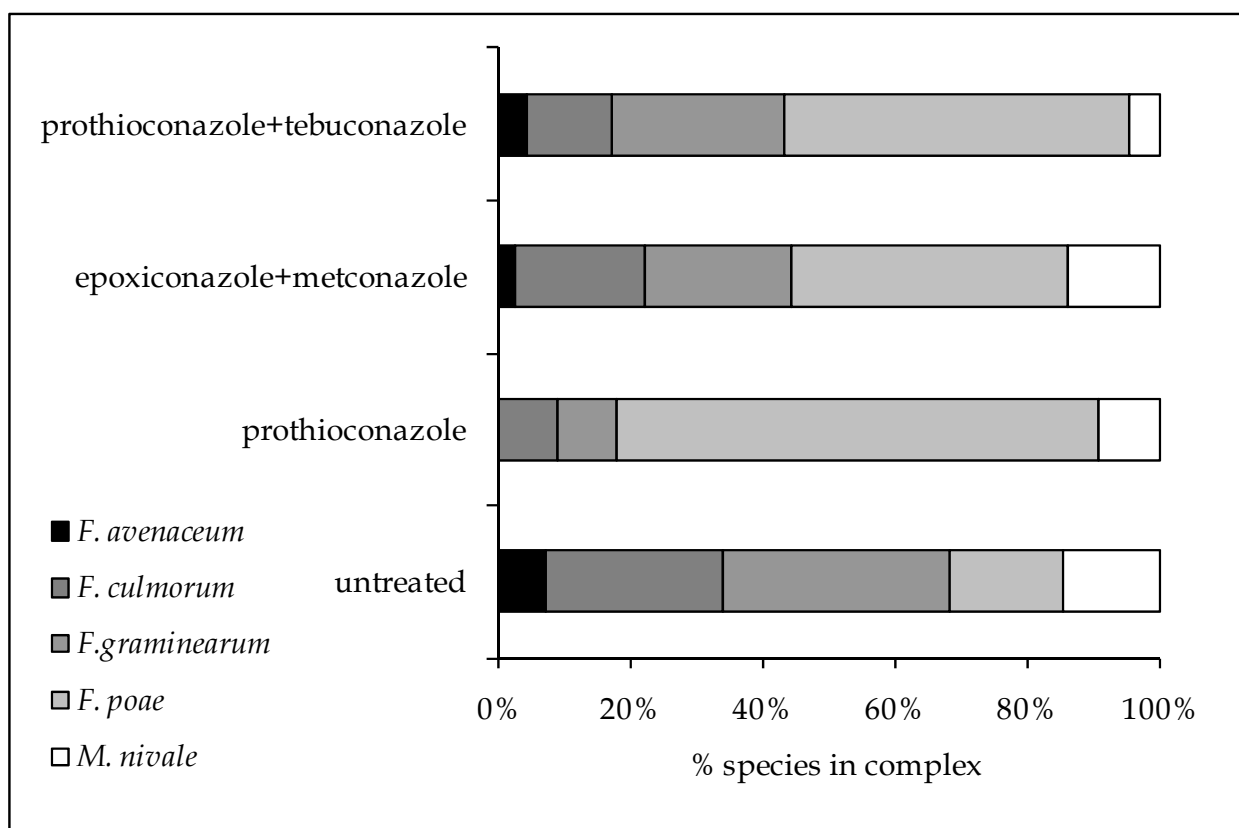 prothioconazole+tebuconazole
epoxiconazole+metconazole
prothioconazole
untreated
F. avenaceum
F. culmorum
F.graminearum
F. poae
M. nivale
0% 20% 40% 60% 80% 100%
% species in complex